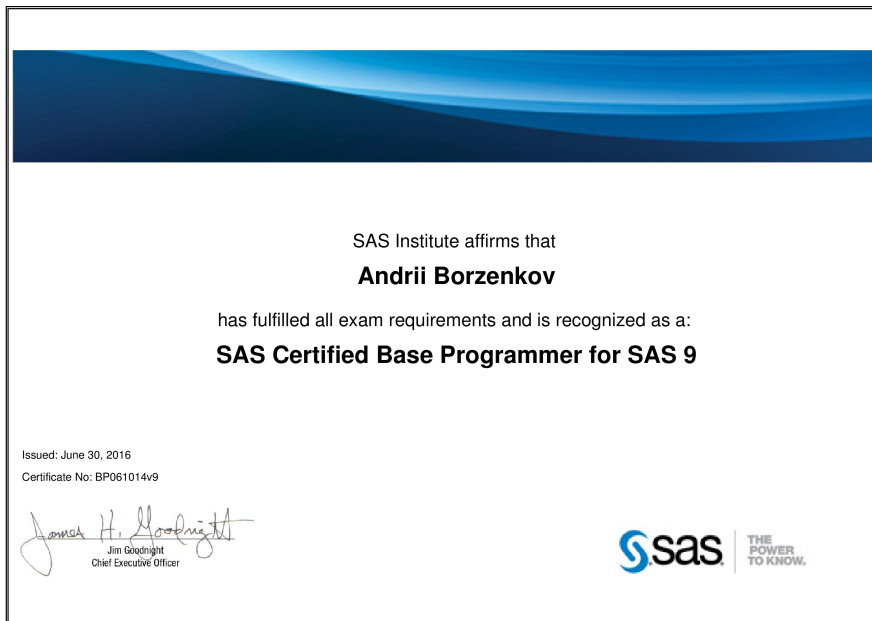 SAS Institute affirms that
Andrii Borzenkov
has fulfilled all exam requirements and is recognized as a:
SAS Certified Base Programmer for SAS 9
Issued: June 30, 2016
Certificate No: BP061014v9
James H. Goodnight
Jim Goodnight
Chief Executive Officer
sas
THE
POWER
TO KNOW.